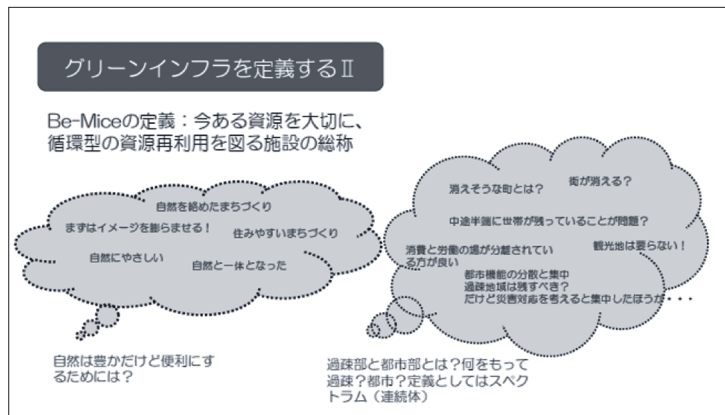 グリーンインフラを定義するⅡ
Be-Miceの定義：今ある資源を大切に、
循環型の資源再利用を図る施設の総称
自然を絡めたまちづくり
まずはイメージを膨らませる！
住みやすいまちづくり
自然にやさしい
自然と一体となった
自然は豊かだけど便利にす
るためには？
消えそうな町とは？
街が消える？
中途半端に世帯が残っていることが問題？
消費と労働の場が分離されてい
る方が良い
観光地は要らない！
都市機能の分散と集中
過疎地域は残すべき？
だけど災害対応を考えると集中したほうが・・・
過疎部と都市部とは？何をもって
過疎？都市？定義としてはスペク
トラム（連続体）